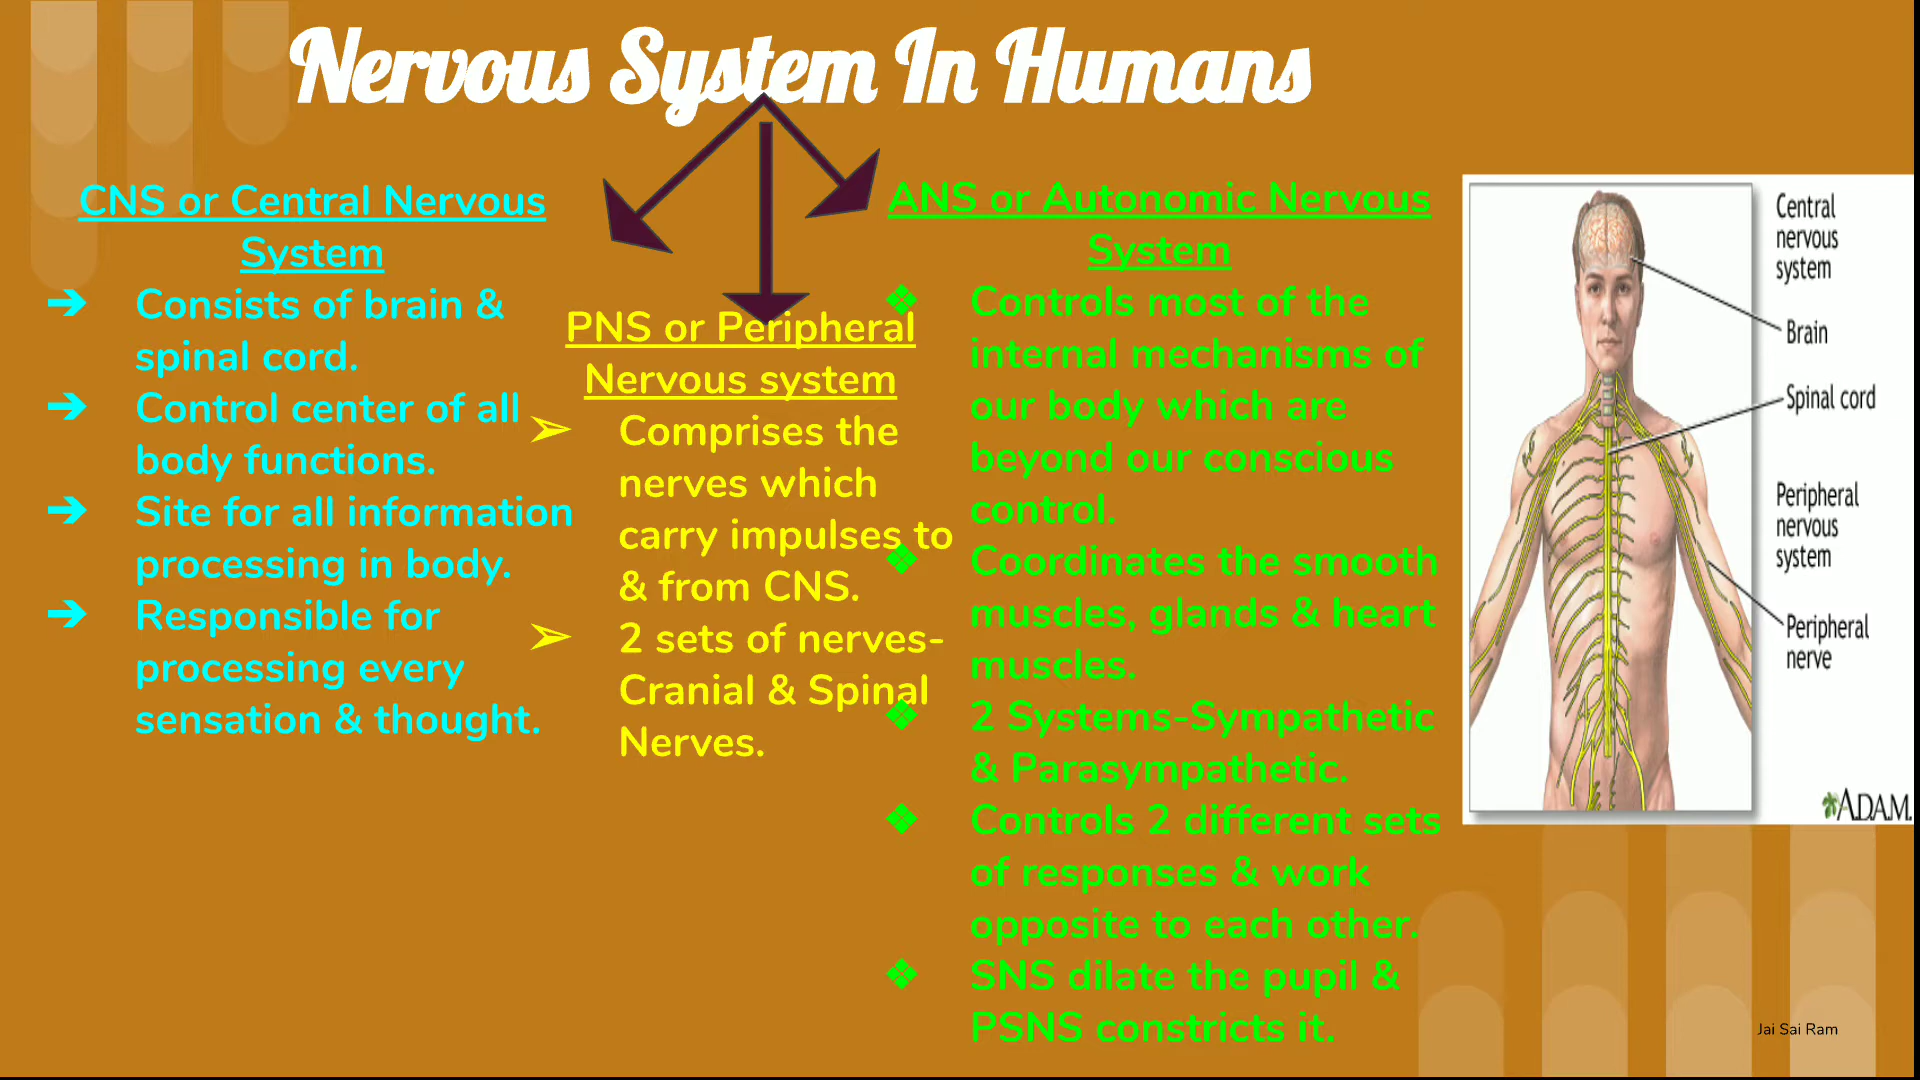 Nervous System In Humans
CNS or Central Nervous
System
➔ Consists of brain &
spinal cord.
➔ Control center of all
body functions.
➔ Site for all information
processing in body.
➔ Responsible for
processing every
sensation & thought.
PNS or Peripheral
Nervous system
➢ Comprises the
nerves which
carry impulses to
& from CNS.
➢ 2 sets of nerves-
Cranial & Spinal
Nerves.
ANS or Autonomic Nervous
System
❖ Controls most of the
internal mechanisms of
our body which are
beyond our conscious
control.
❖ Coordinates the smooth
muscles, glands & heart
muscles.
❖ 2 Systems-Sympathetic
& Parasympathetic.
❖ Controls 2 different sets
of responses & work
opposite to each other.
❖ SNS dilate the pupil &
PSNS constricts it.
Central
nervous
system
Brain
Spinal cord
Peripheral
nervous
system
Peripheral
nerve
A.D.A.M.
Jai Sai Ram